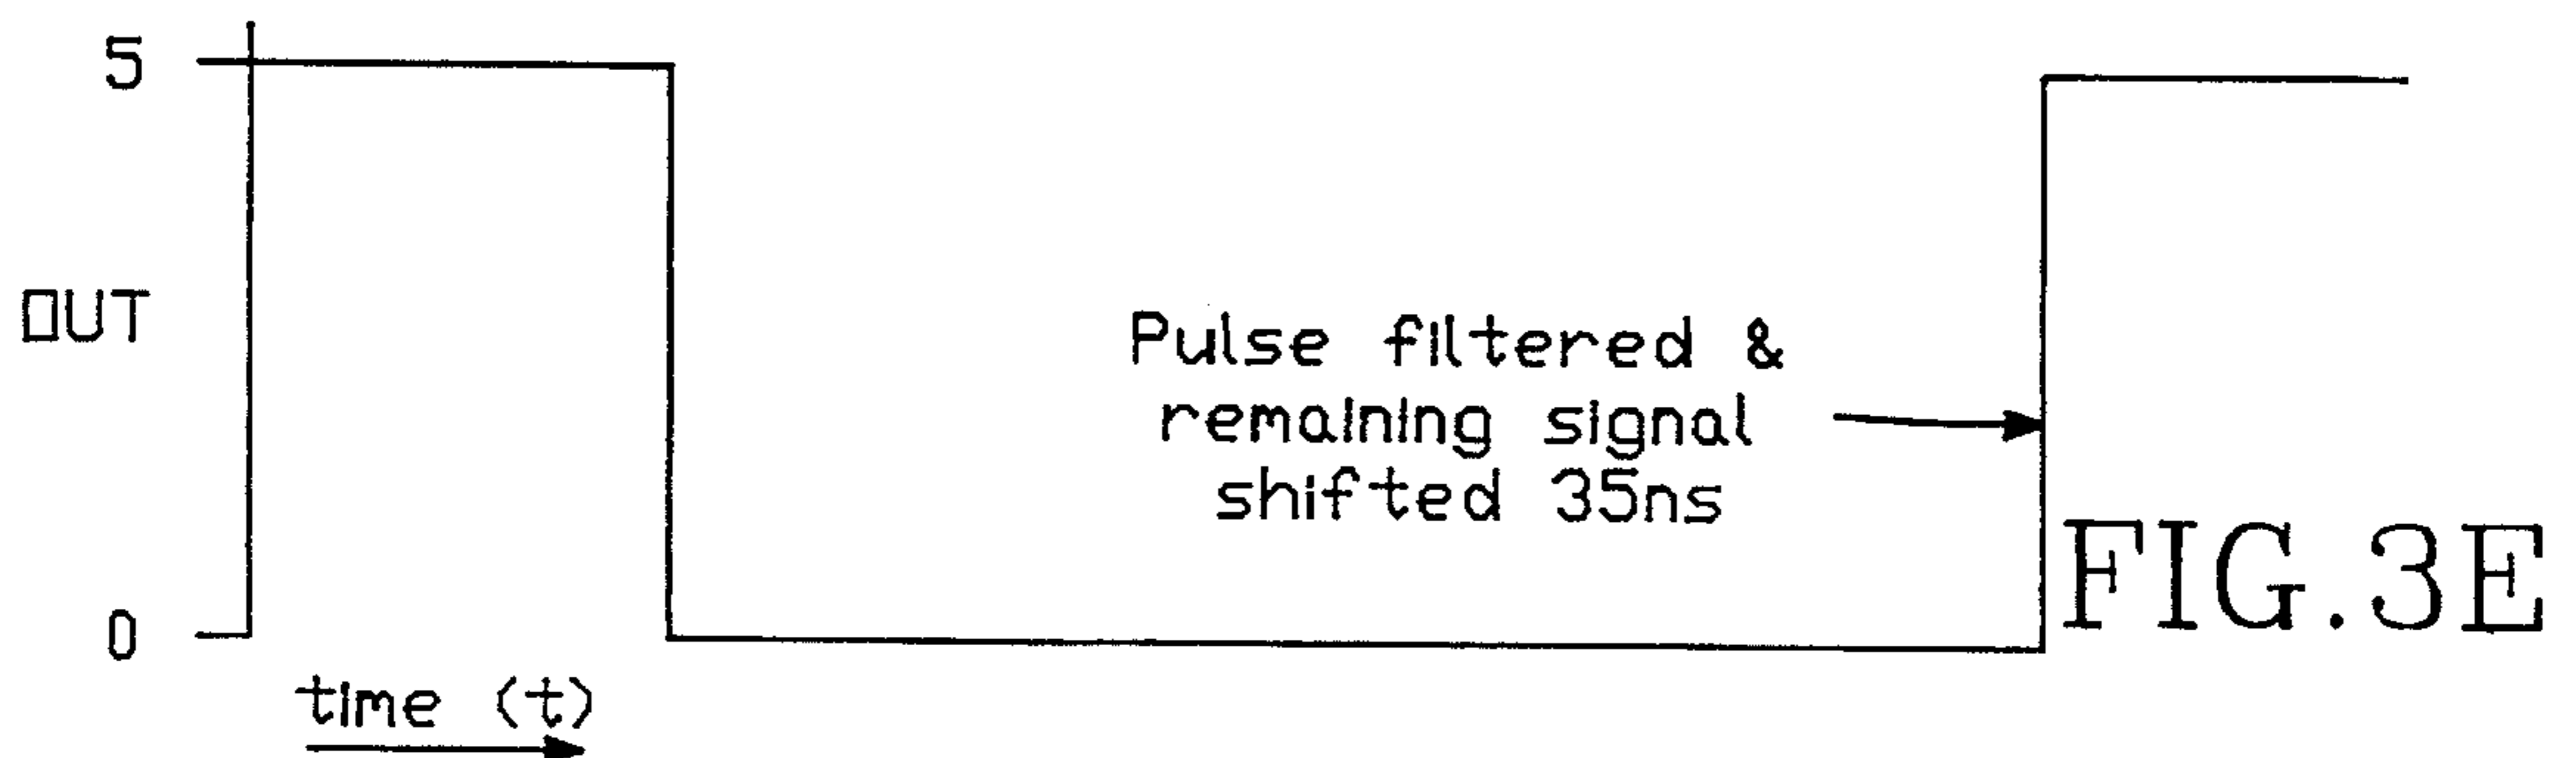 5
OUT
Pulse filtered &
remaining signal
shifted 35ns
FIG.3E
0
time (t)